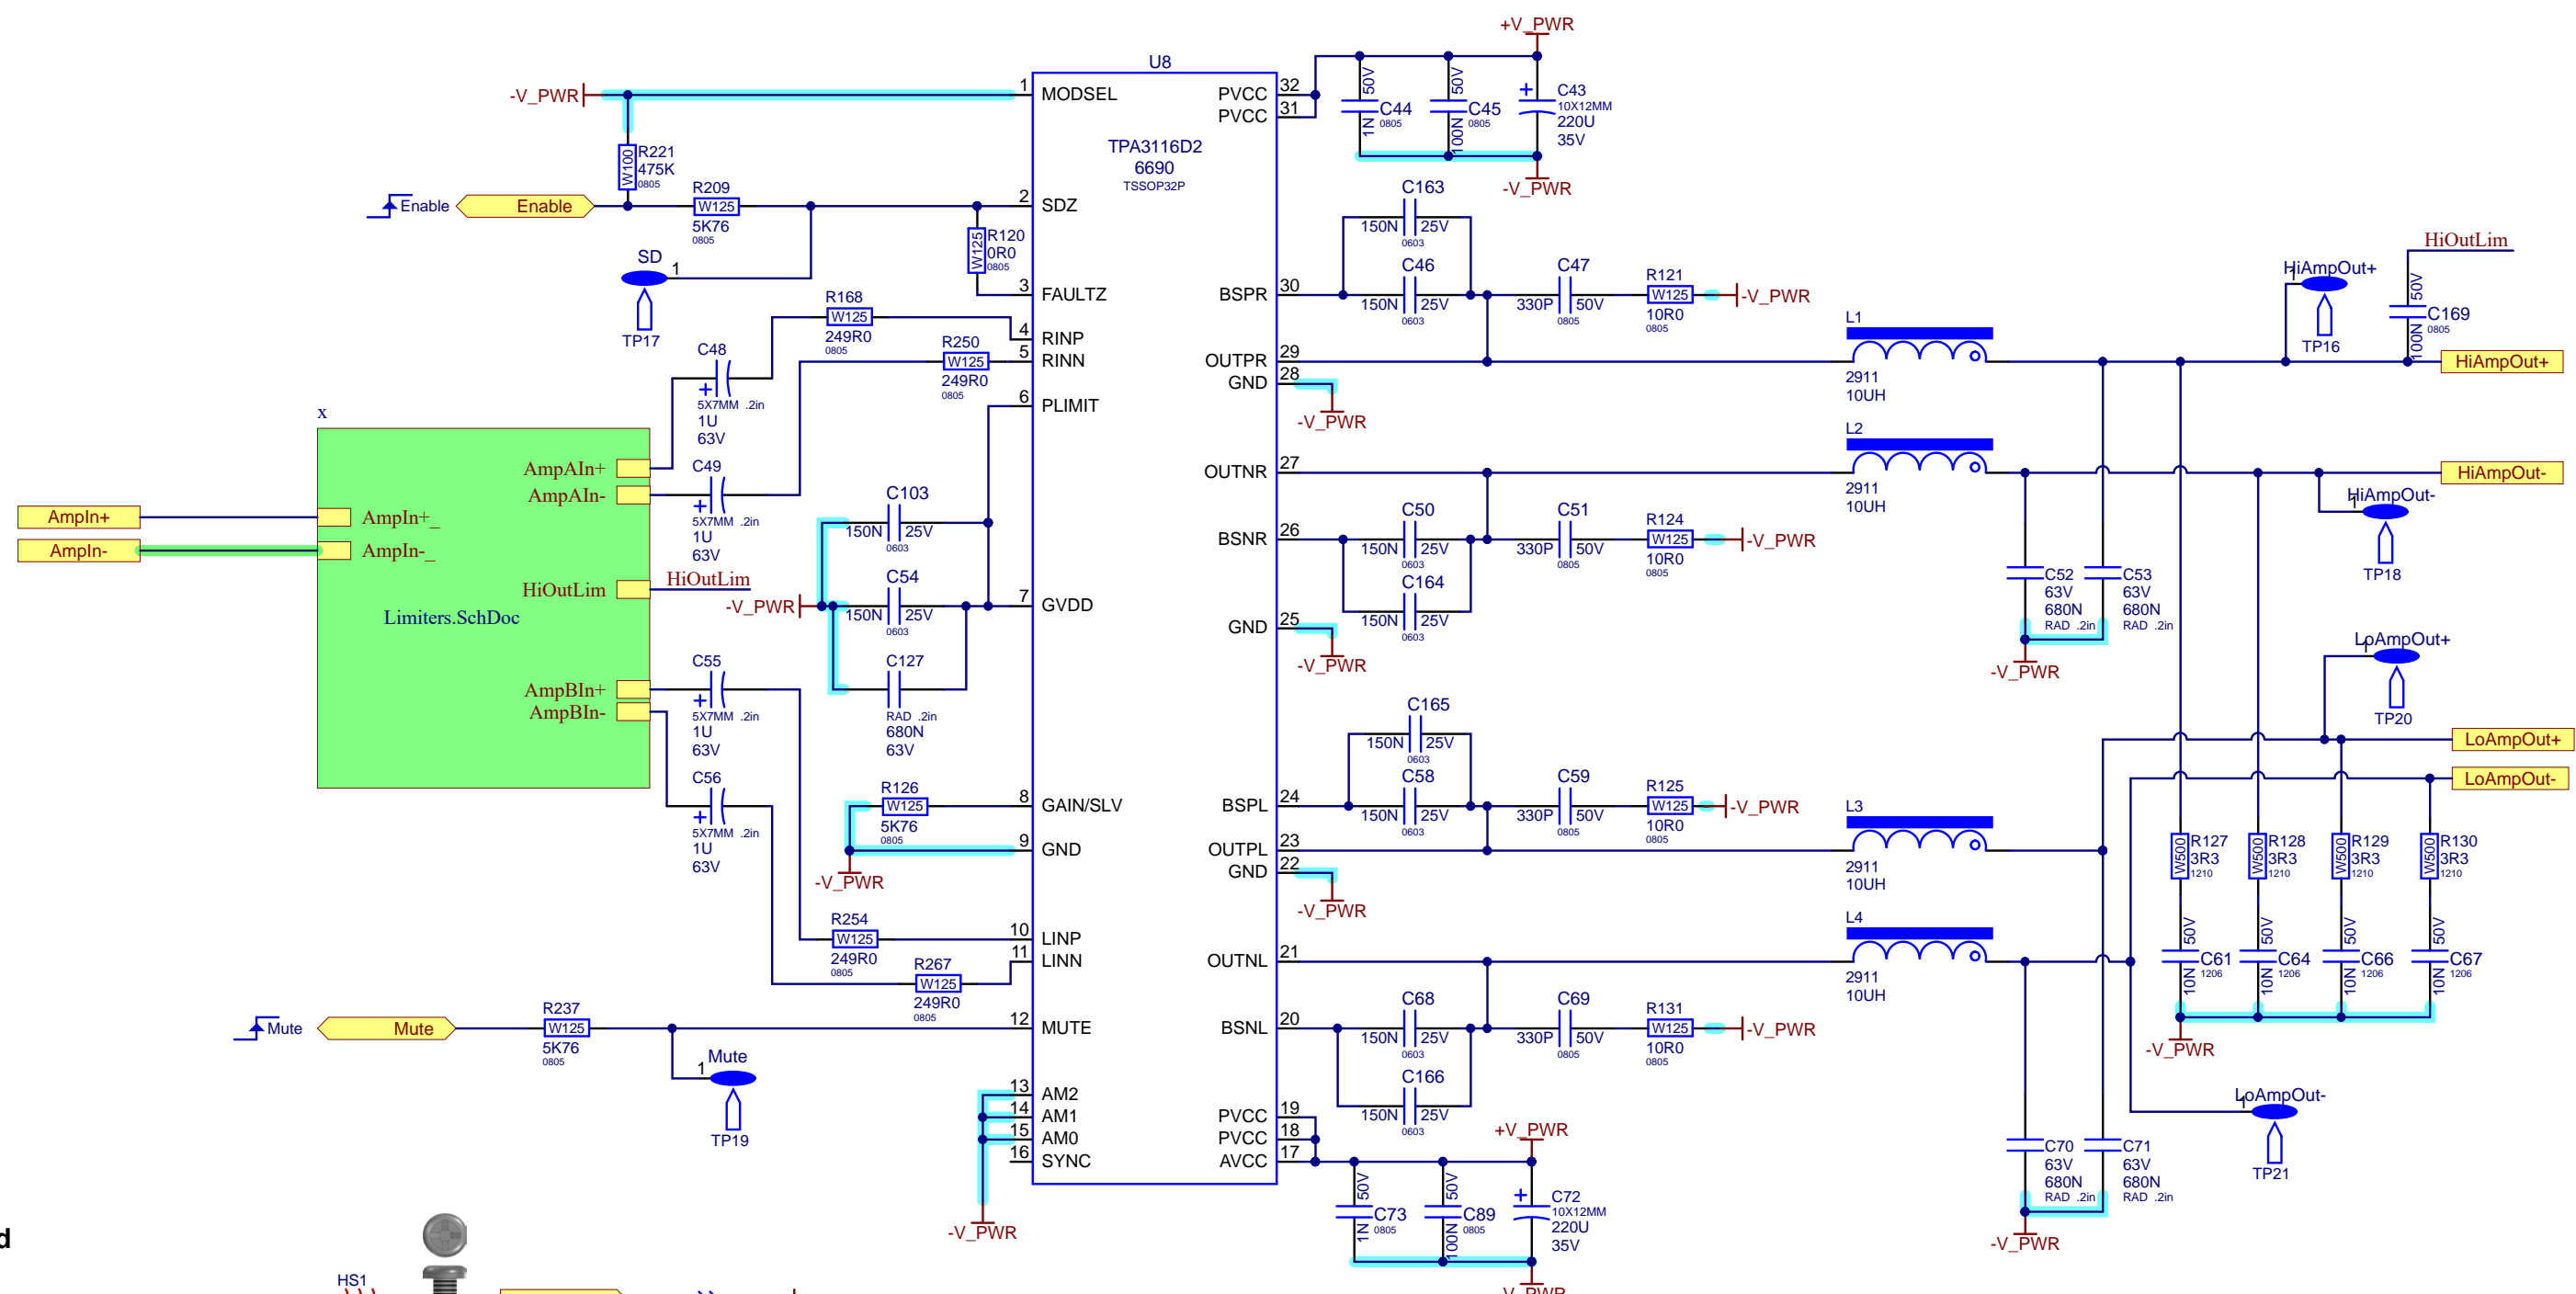 +V_PWR
U8
-V_PWR
1
MODSEL
32
PVCC
31
PVCC
50V
C44
0805
1N
50V
C45
0805
100N
C43
10X12MM
220U
35V
-V_PWR
TPA3116D2
6690
TSSOP32P
W100
R221
475K
0805
Enable
Enable
R209
W125
5K76
0805
2
SDZ
W125
R120
0R0
0805
SD
1
TP17
3
FAULTZ
C163
150N
25V
0603
30
BSPR
C46
150N
25V
0603
C47
330P
50V
0805
R121
W125
10R0
0805
-V_PWR
HiOutLim
HiAmpOut+
1
TP16
50V
C169
0805
100N
HiAmpOut+
R168
W125
249R0
0805
4
RINP
5
RINN
R250
W125
249R0
0805
C48
5X7MM .2in
1U
63V
6
PLIMIT
29
OUTPR
28
GND
-V_PWR
L1
2911
10UH
L2
2911
10UH
27
OUTNR
HiAmpOut-
HiAmpOut-
1
TP18
x
AmpAIn+
AmpAIn-
AmpIn+
AmpIn+_
AmpIn-
AmpIn-_
HiOutLim
HiOutLim
Limiters.SchDoc
AmpBIn+
AmpBIn-
C49
5X7MM .2in
1U
63V
C103
150N
25V
0603
-V_PWR
C54
150N
25V
0603
7
GVDD
C127
RAD .2in
680N
63V
26
BSNR
C50
150N
25V
0603
C164
150N
25V
0603
C51
330P
50V
0805
R124
W125
10R0
0805
-V_PWR
25
GND
-V_PWR
C52
63V
680N
RAD .2in
C53
63V
680N
RAD .2in
-V_PWR
LoAmpOut+
1
TP20
LoAmpOut+
LoAmpOut-
C55
5X7MM .2in
1U
63V
C56
5X7MM .2in
1U
63V
R126
W125
5K76
0805
8
GAIN/SLV
9
GND
-V_PWR
C165
150N
25V
0603
24
BSPL
C58
150N
25V
0603
C59
330P
50V
0805
R125
W125
10R0
0805
-V_PWR
23
OUTPL
22
GND
-V_PWR
L3
2911
10UH
L4
2911
10UH
W500
R127
3R3
1210
W500
R128
3R3
1210
W500
R129
3R3
1210
W500
R130
3R3
1210
50V
C61
1206
10N
50V
C64
1206
10N
50V
C66
1206
10N
50V
C67
1206
10N
-V_PWR
R254
W125
249R0
0805
10
LINP
11
LINN
R267
W125
249R0
0805
21
OUTNL
Mute
Mute
R237
W125
5K76
0805
12
MUTE
Mute
1
TP19
20
BSNL
C68
150N
25V
0603
C166
150N
25V
0603
C69
330P
50V
0805
R131
W125
10R0
0805
-V_PWR
13
AM2
14
AM1
15
AM0
16
SYNC
-V_PWR
19
PVCC
18
PVCC
17
AVCC
+V_PWR
50V
C73
0805
1N
50V
C89
0805
100N
C72
10X12MM
220U
35V
-V_PWR
C70
63V
680N
RAD .2in
C71
63V
680N
RAD .2in
-V_PWR
LoAmpOut-
1
TP21
d
HS1